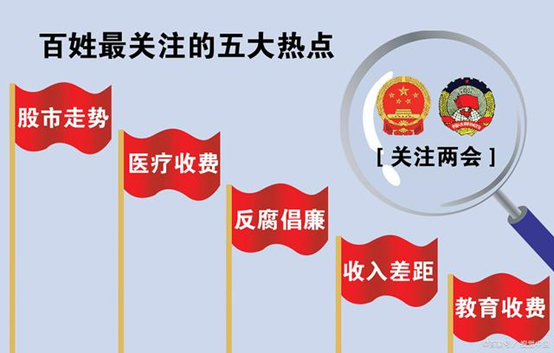 百姓最关注的五大热点
[ 关注两会 ]
股市走势
医疗收费
反腐倡廉
收入差距
教育收费